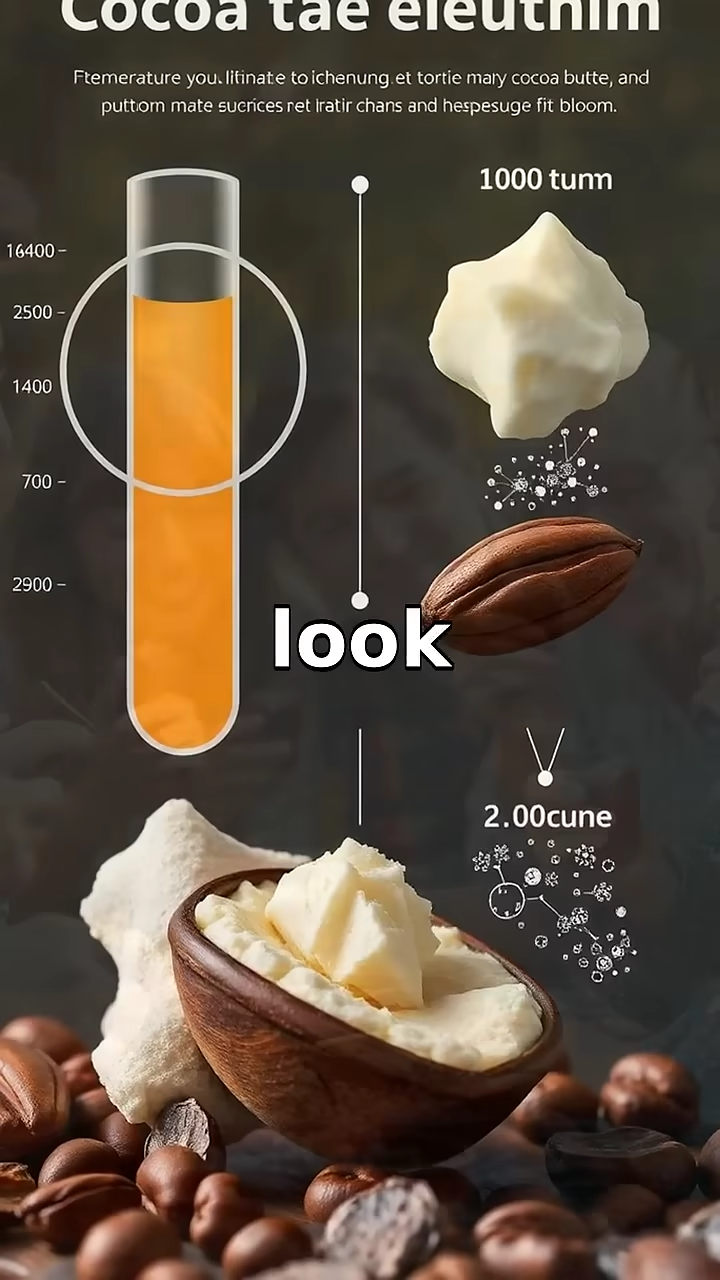 Cocoa tae eleuthim
Ftemerature you.litinate to ichenung et tortie mary cocoa butte, and
puttom mate sucrices ret iratir chans and hespesuge fit bloom.
1000 tunn
16400
2500
1400
700
2900
look
2.00cune